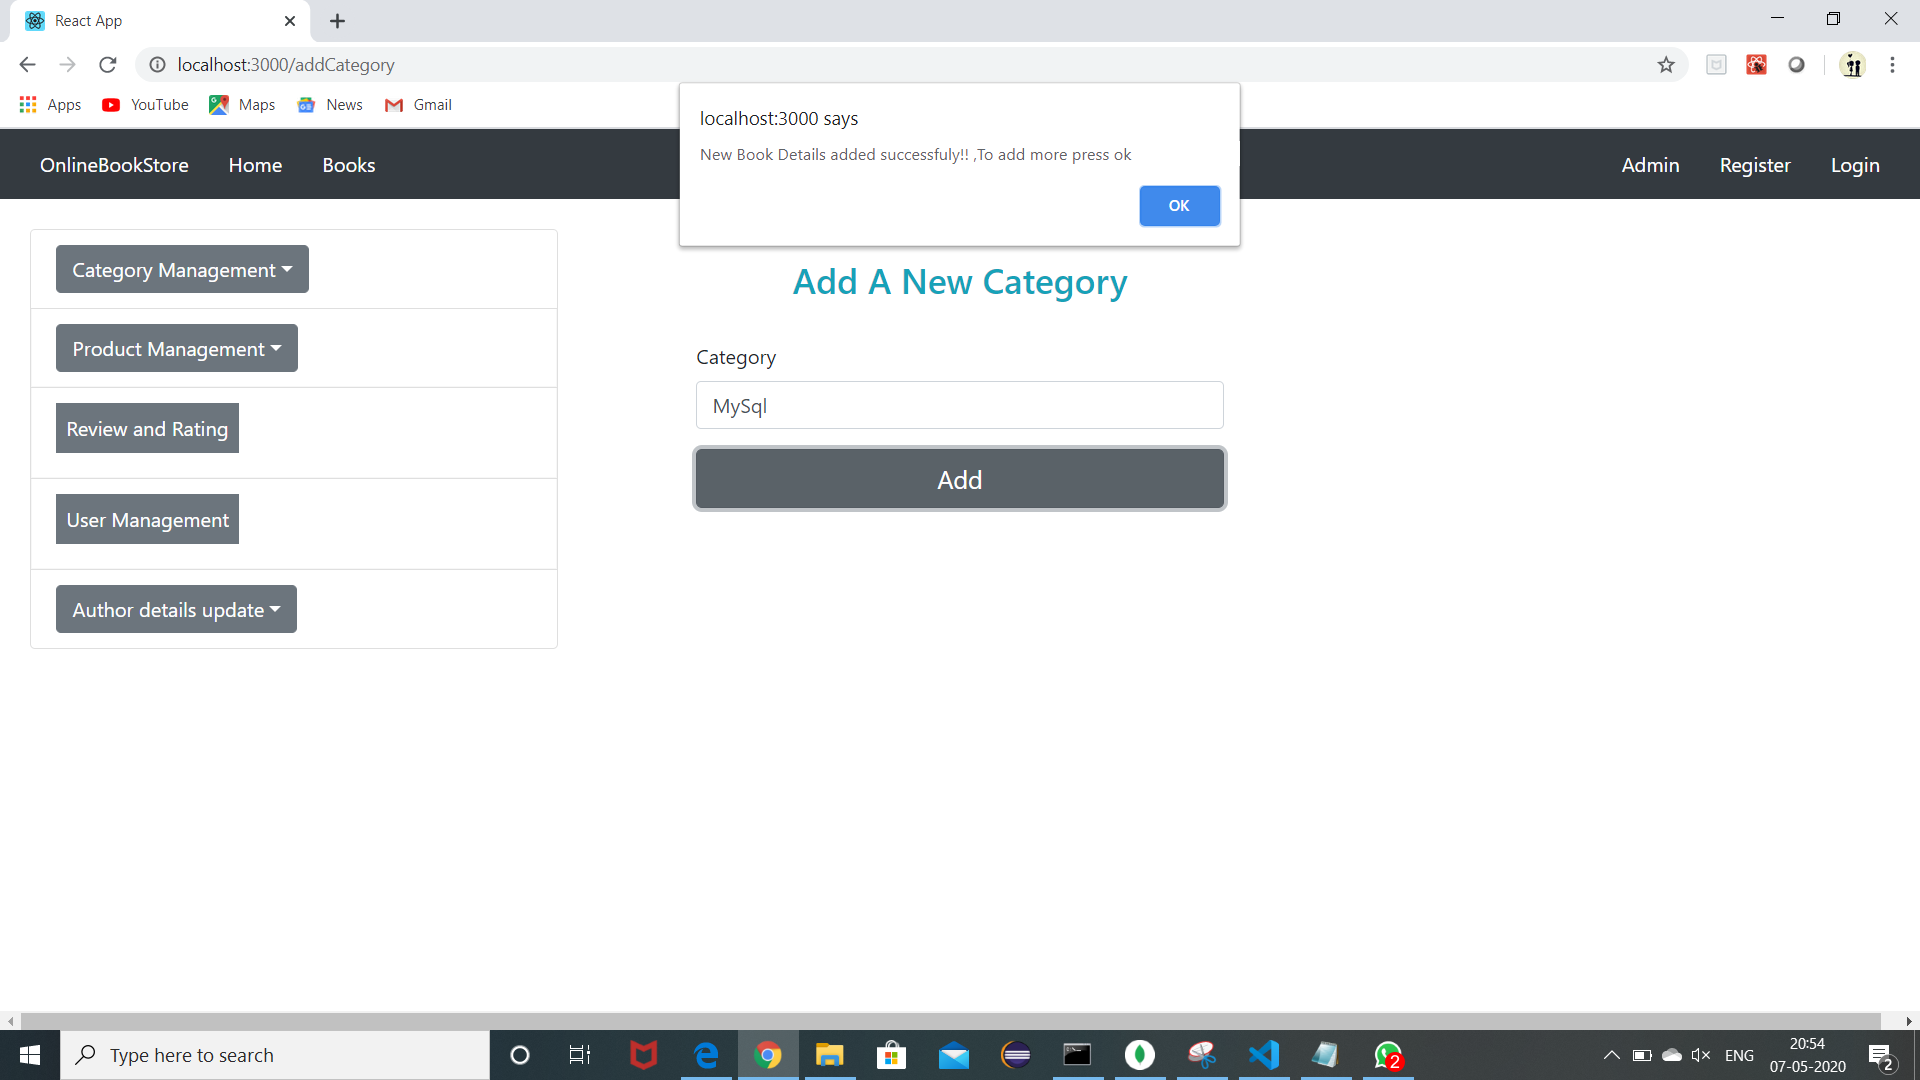 React App
localhost:3000/addCategory
Apps YouTube Maps News Gmail
localhost:3000 says
New Book Details added successfuly!! ,To add more press ok
OK
OnlineBookStore Home Books Admin Register Login
Category Management
Product Management
Review and Rating
User Management
Author details update
Add A New Category
Category
MySql
Add
Type here to search
2
ENG
20:54
07-05-2020
2